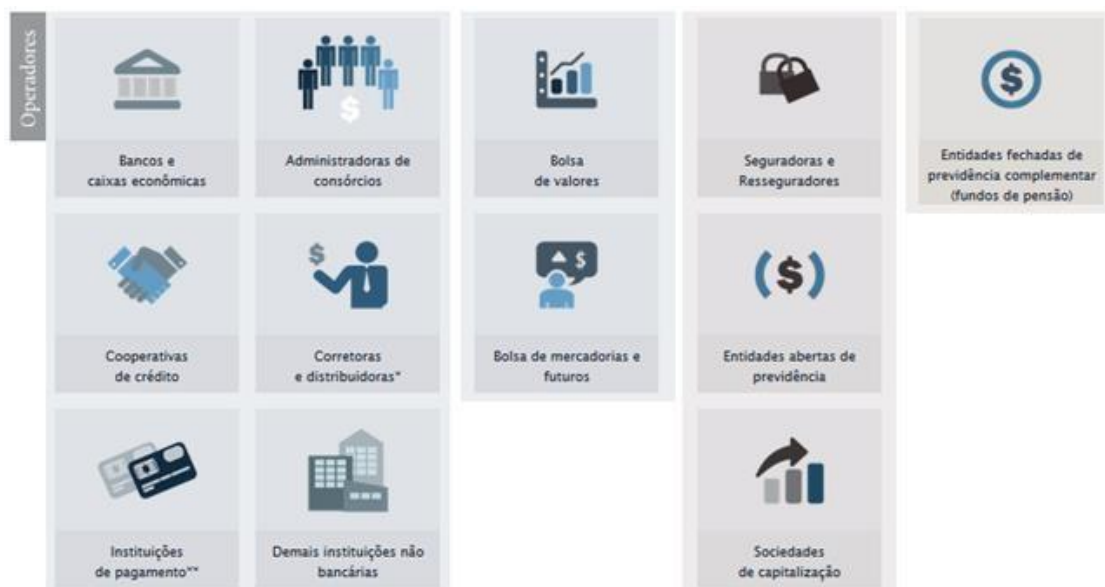 Operadores
Bancos e
caixas econômicas
Administradoras de
consórcios
Bolsa
de valores
Seguradoras e
Resseguradores
Entidades fechadas de
previdência complementar
(fundos de pensão)
Cooperativas
de crédito
Corretoras
e distribuidoras*
Bolsa de mercadorias e
futuros
Entidades abertas de
previdência
Instituições
de pagamento**
Demais instituições não
bancárias
Sociedades
de capitalização